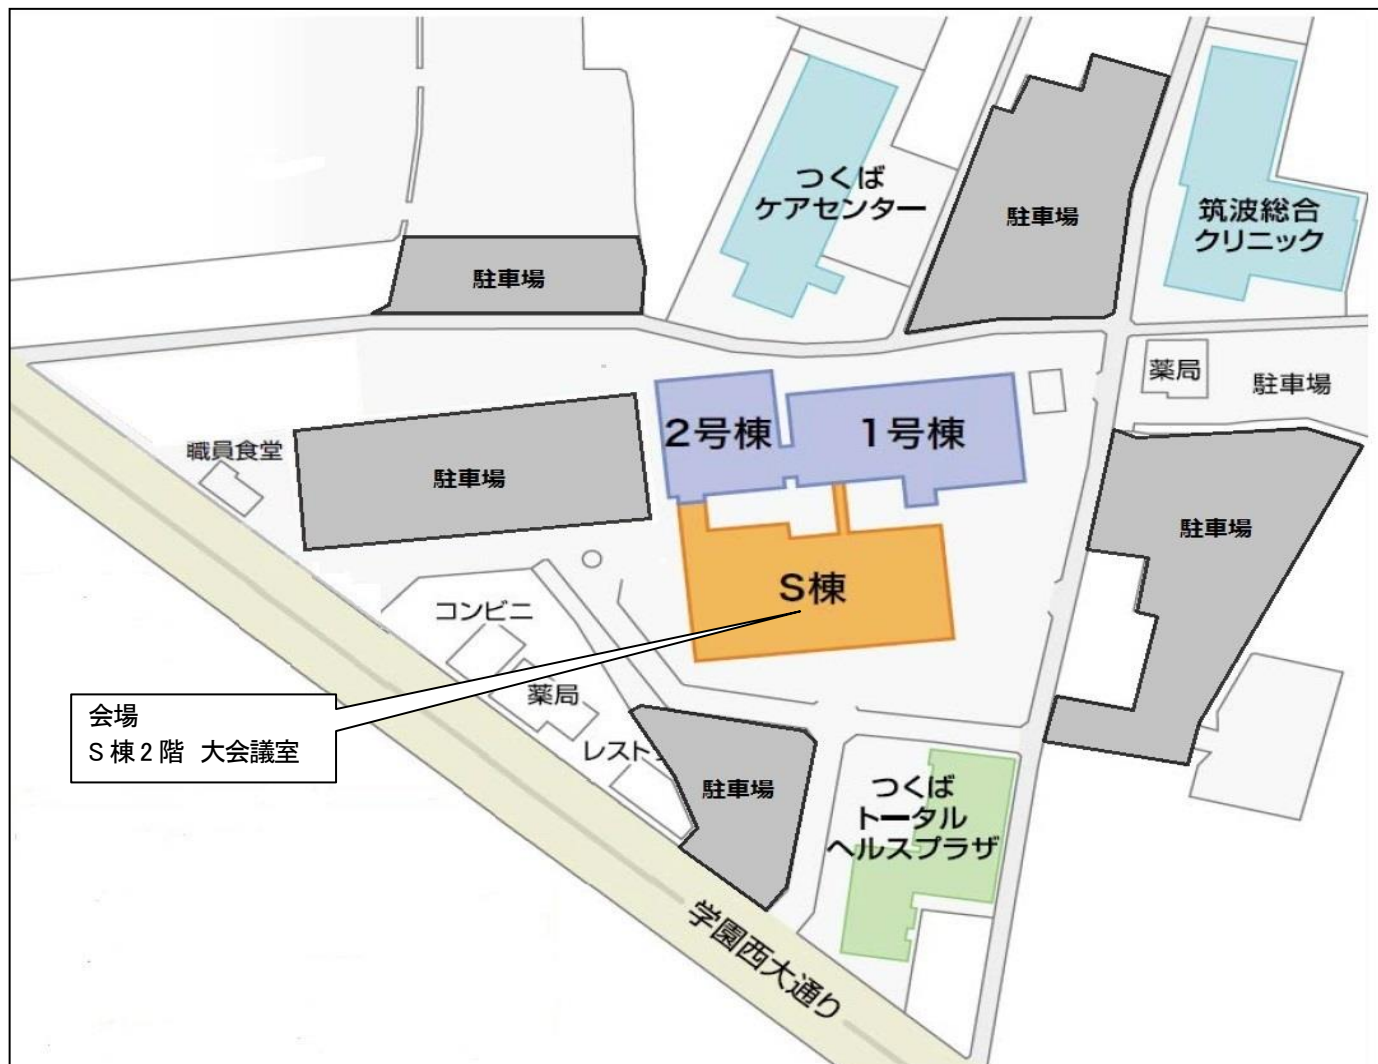 つくば
ケアセンター
駐車場
筑波総合
クリニック
駐車場
薬局
駐車場
2号棟
1号棟
職員食堂
駐車場
駐車場
S棟
コンビニ
薬局
会場
S棟2階 大会議室
レスト
駐車場
つくば
トータル
ヘルスプラザ
学園西大通り